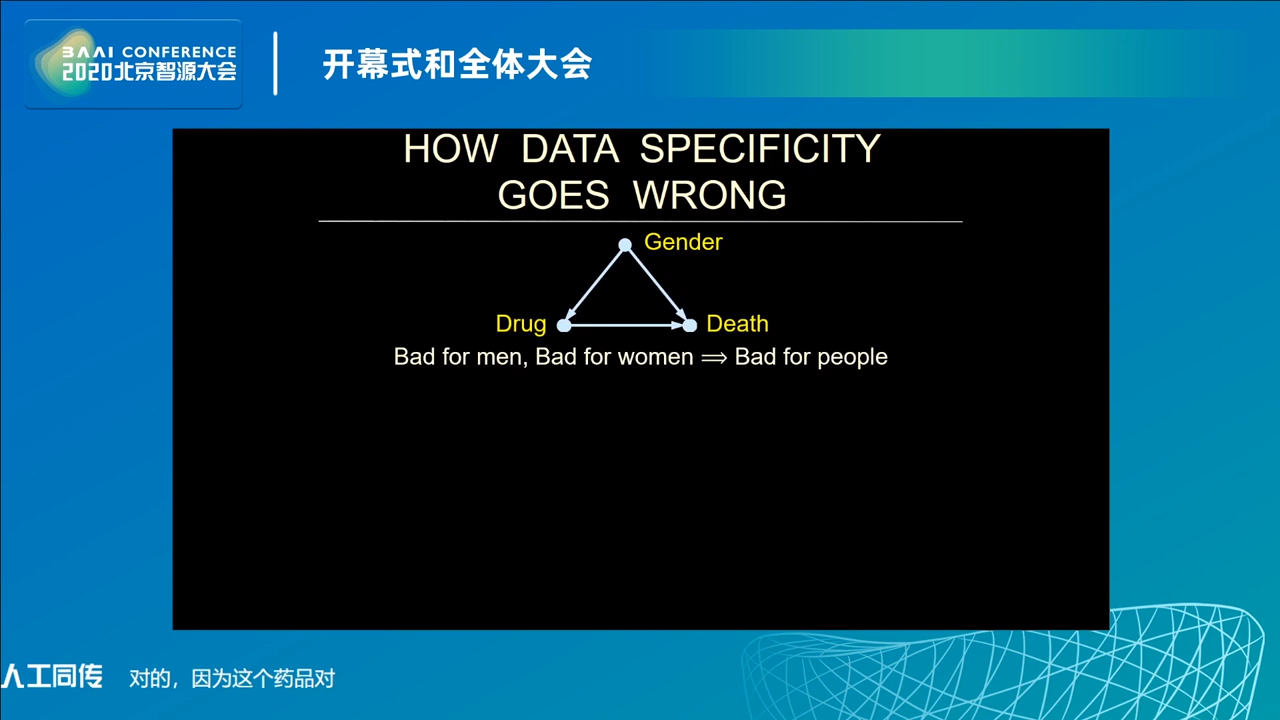 BAAI CONFERENCE
2020北京智源大会
开幕式和全体大会
HOW DATA SPECIFICITY
GOES WRONG
Gender
Drug
Death
Bad for men, Bad for women ⟹ Bad for people
人工同传
对的，因为这个药品对